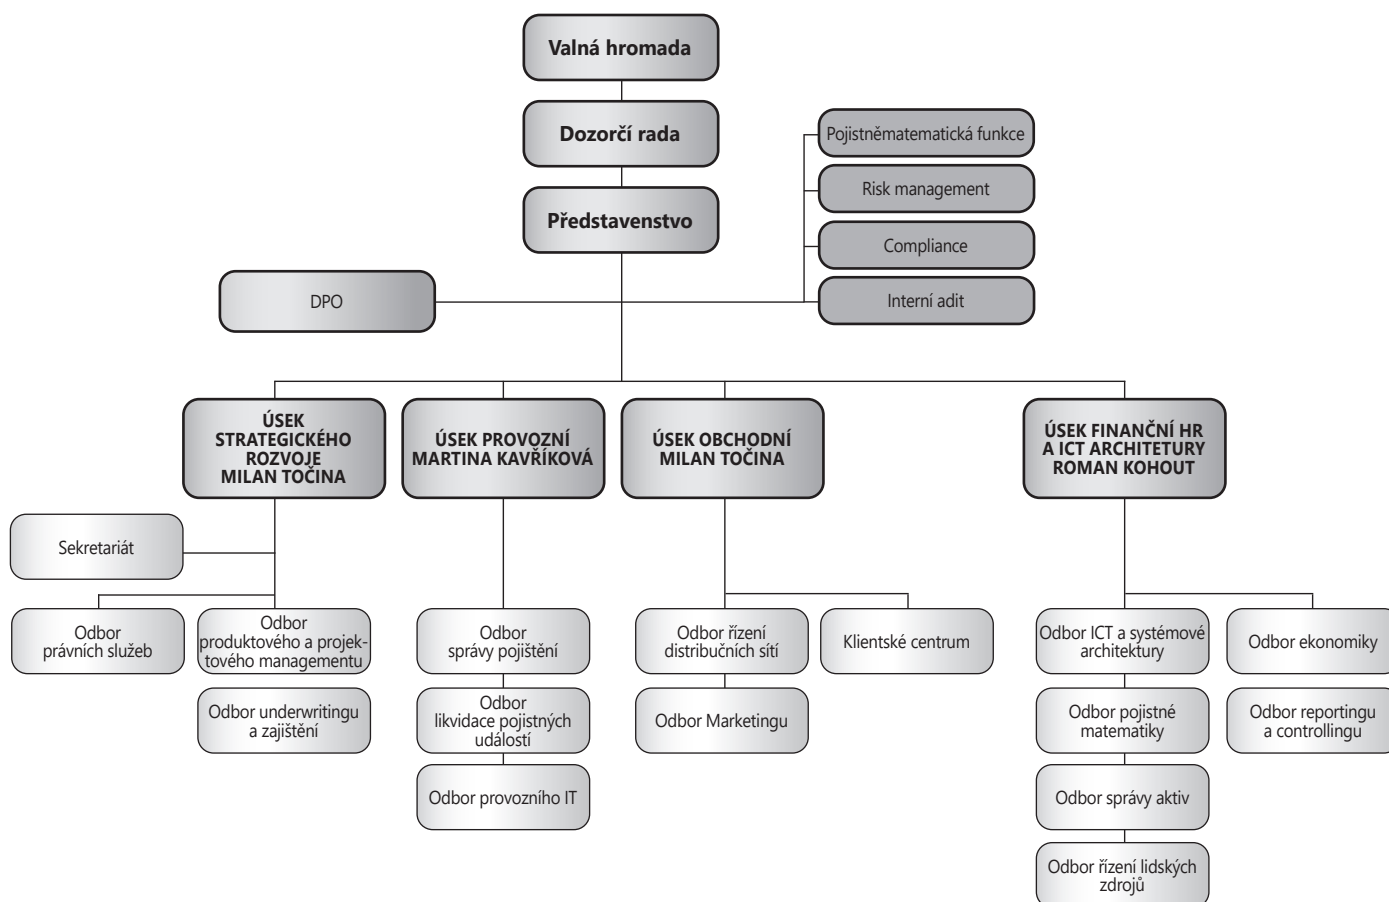 Valná hromada
Dozorčí rada
Představenstvo
Pojistněmatematická funkce
Risk management
Compliance
Interní adit
DPO
ÚSEK
STRATEGICKÉHO
ROZVOJE
MILAN TOČINA
ÚSEK PROVOZNÍ
MARTINA KAVŘÍKOVÁ
ÚSEK OBCHODNÍ
MILAN TOČINA
ÚSEK FINANČNÍ HR
A ICT ARCHITETURY
ROMAN KOHOUT
Sekretariát
Odbor
právních služeb
Odbor
produktového a projek-
tového managementu
Odbor underwritingu
a zajištění
Odbor
správy pojištění
Odbor
likvidace pojistných
událostí
Odbor provozního IT
Odbor řízení
distribučních sítí
Odbor Marketingu
Klientské centrum
Odbor ICT a systémové
architektury
Odbor pojistné
matematiky
Odbor správy aktiv
Odbor řízení lidských
zdrojů
Odbor ekonomiky
Odbor reportingu
a controllingu